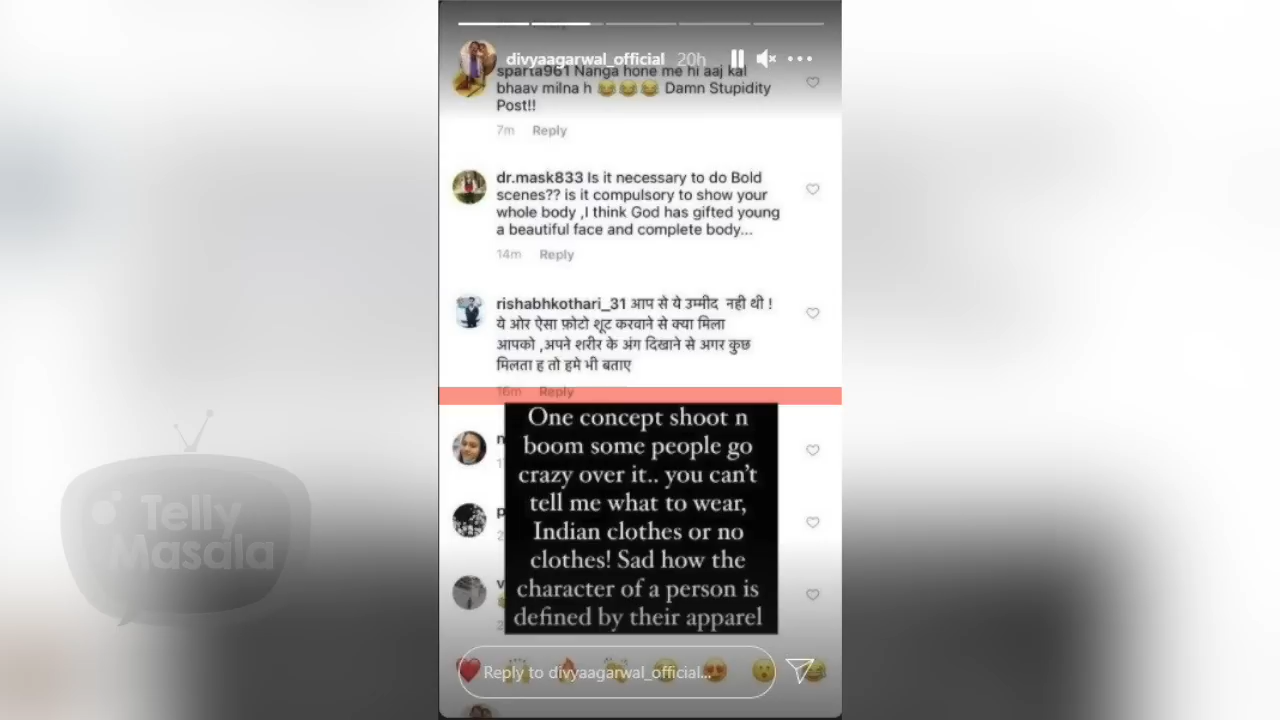 divyaagarwal_official 20h
sparta961 Nanga hone me hi aaj kal
bhaav milna h 😂😂😂 Damn Stupidity
Post!!
7m Reply
dr.mask833 Is it necessary to do Bold
scenes?? is it compulsory to show your
whole body ,I think God has gifted young
a beautiful face and complete body...
14m Reply
rishabhkothari_31 आप से ये उम्मीद नही थी !
ये ओर ऐसा फ़ोटो शूट करवाने से क्या मिला
आपको ,अपने शरीर के अंग दिखाने से अगर कुछ
मिलता ह तो हमे भी बताए
16m Reply
One concept shoot n
boom some people go
crazy over it.. you can't
tell me what to wear,
Indian clothes or no
clothes! Sad how the
character of a person is
defined by their apparel
Reply to divyaagarwal_official...
Telly
Masala